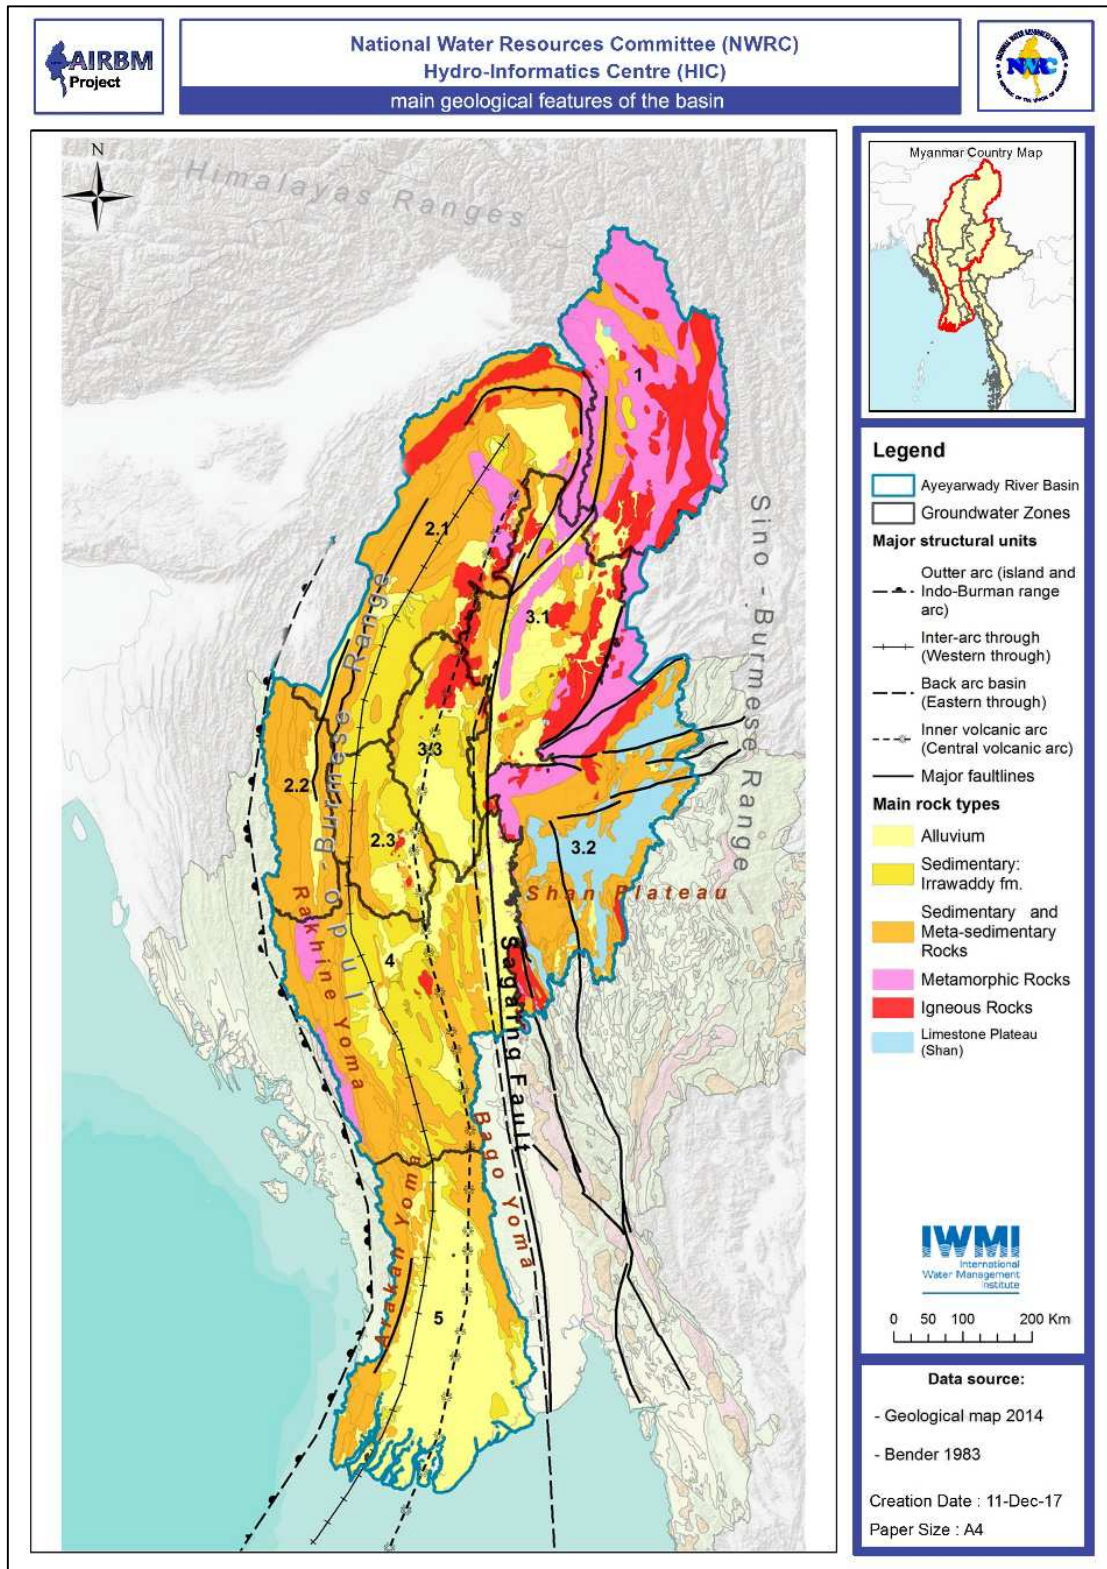 AIRBM
Project
National Water Resources Committee (NWRC)
Hydro-Informatics Centre (HIC)
main geological features of the basin
NWRC
N
Himalayas Ranges
Sino - Burmese Range
Indo - Burmese Range
Rakhine Yoma
Arakan Yoma
Bago Yoma
Sagaing Fault
Shan Plateau
1
2.1
3.1
3.3
2.2
2.3
3.2
4
5
Myanmar Country Map
Legend
Ayeyarwady River Basin
Groundwater Zones
Major structural units
Outter arc (island and
Indo-Burman range
arc)
Inter-arc through
(Western through)
Back arc basin
(Eastern through)
Inner volcanic arc
(Central volcanic arc)
Major faultlines
Main rock types
Alluvium
Sedimentary:
Irrawaddy fm.
Sedimentary and
Meta-sedimentary
Rocks
Metamorphic Rocks
Igneous Rocks
Limestone Plateau
(Shan)
IWMI
International
Water Management
Institute
0 50 100 200 Km
Data source:
- Geological map 2014
- Bender 1983
Creation Date : 11-Dec-17
Paper Size : A4